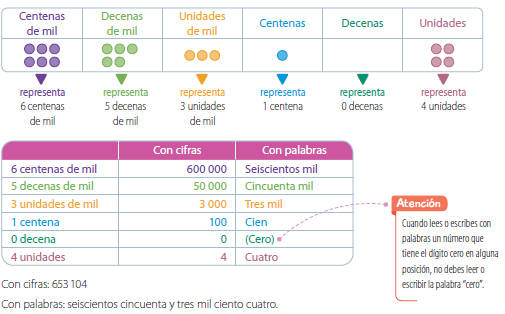 Centenas de mil
Decenas de mil
Unidades de mil
Centenas
Decenas
Unidades
representa 6 centenas de mil
representa 5 decenas de mil
representa 3 unidades de mil
representa 1 centena
representa 0 decenas
representa 4 unidades
Con cifras
Con palabras
6 centenas de mil 600 000 Seiscientos mil
5 decenas de mil 50 000 Cincuenta mil
3 unidades de mil 3 000 Tres mil
1 centena 100 Cien
0 decena 0 (Cero)
4 unidades 4 Cuatro
Atención
Cuando lees o escribes con
palabras un número que
tiene el dígito cero en alguna
posición, no debes leer o
escribir la palabra "cero".
Con cifras: 653 104
Con palabras: seiscientos cincuenta y tres mil ciento cuatro.